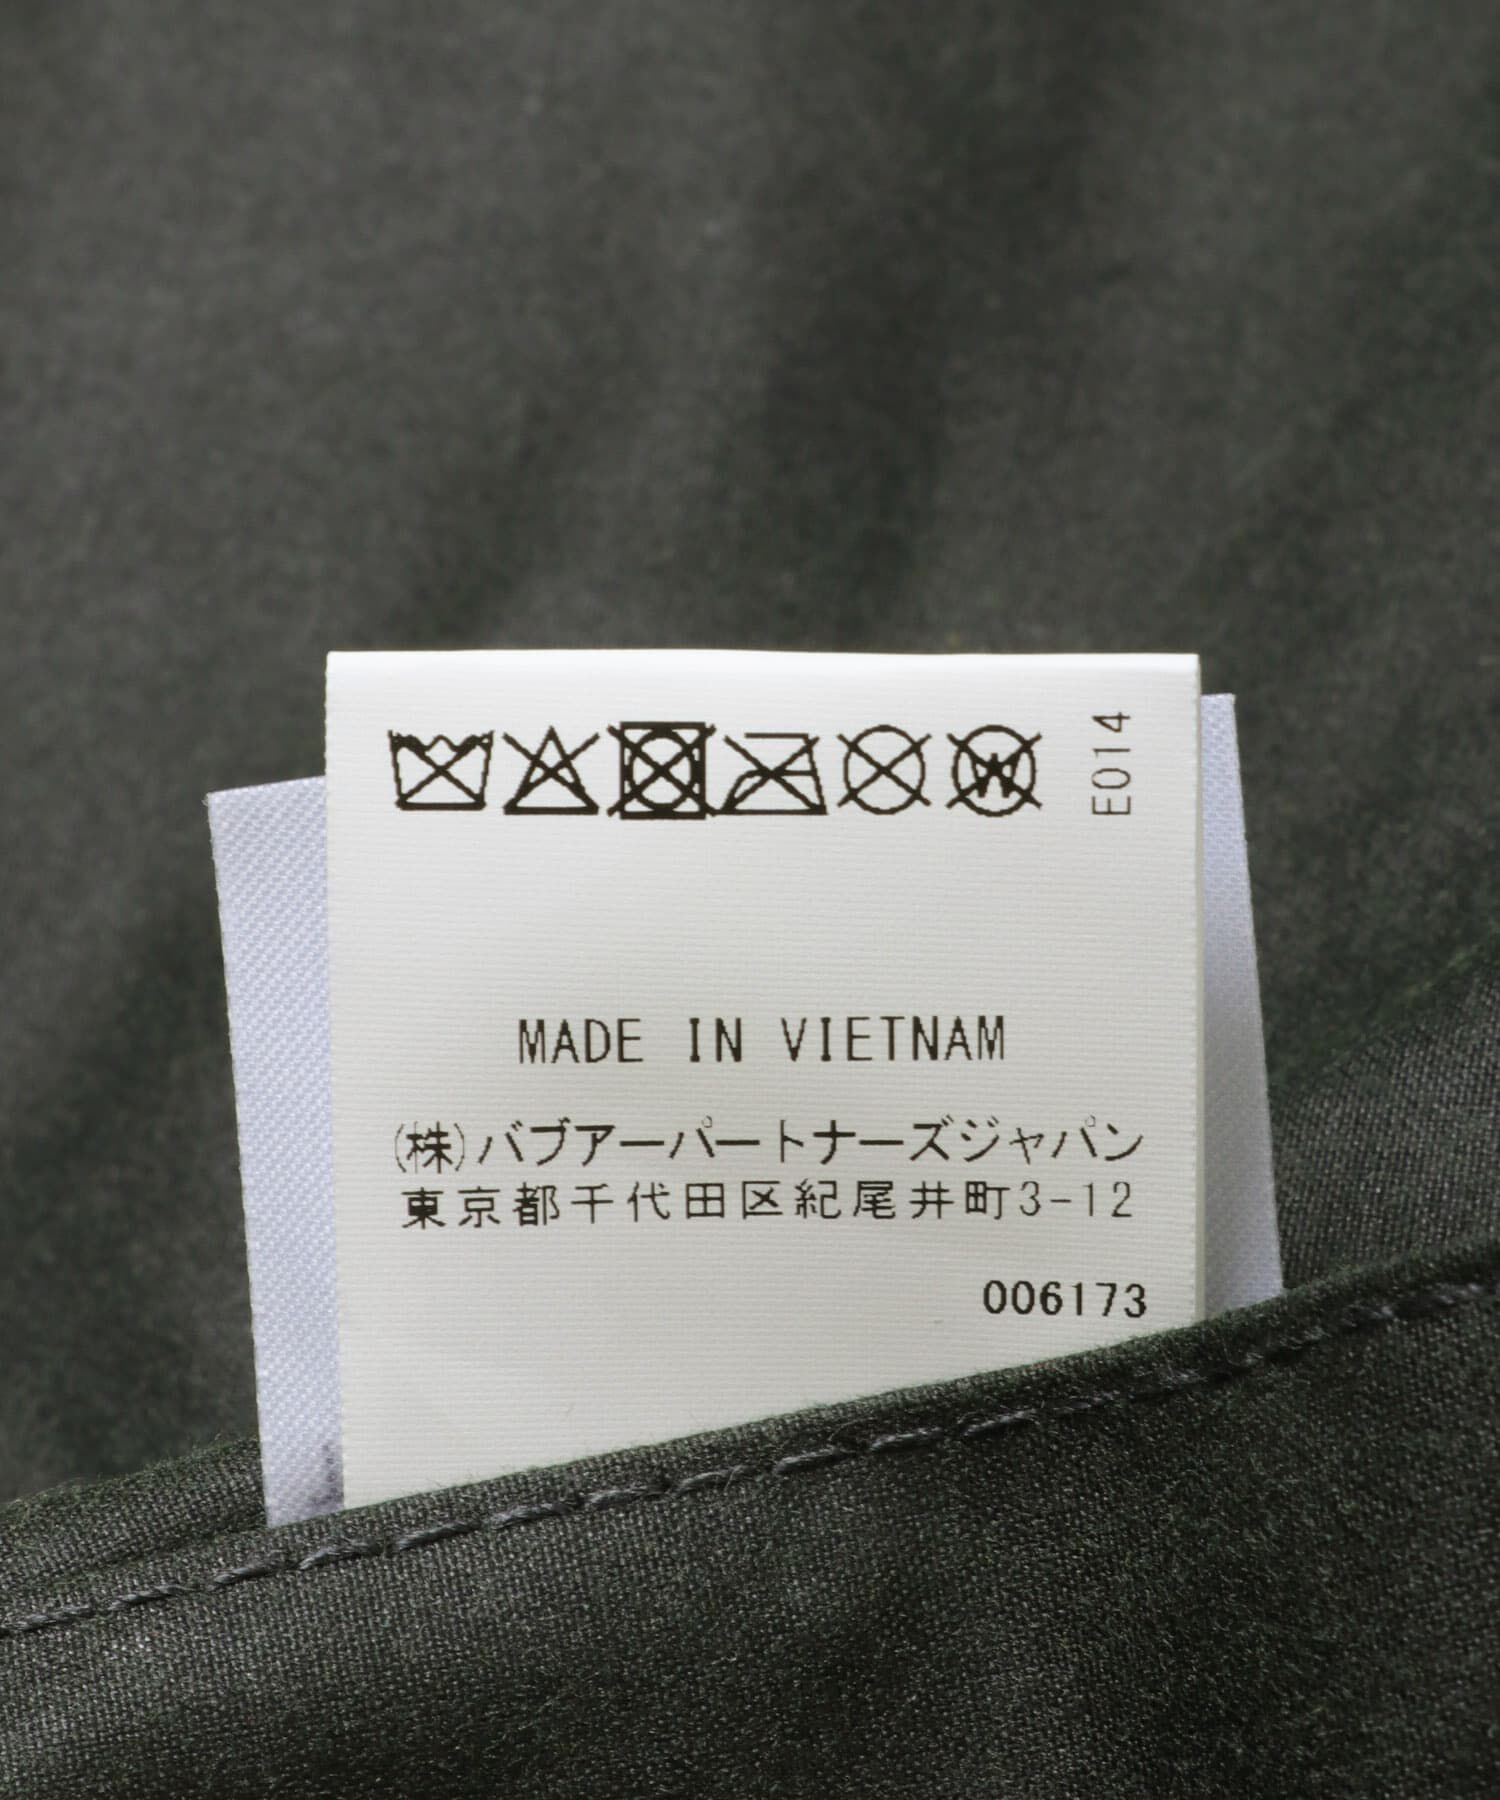 E014
MADE IN VIETNAM
(株)バブアーパートナーズジャパン
東京都千代田区紀尾井町3-12
006173